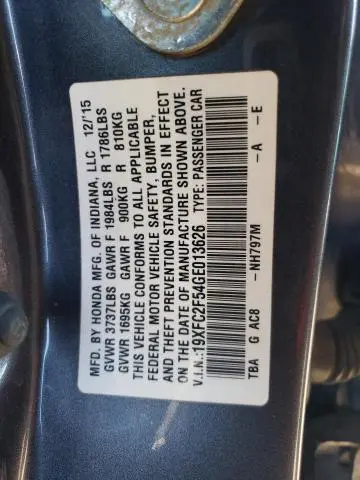 MFD. BY HONDA MFG. OF INDIANA, LLC 12/'15
GVWR 3737LBS GAWR F 1984LBS R 1786LBS
GVWR 1695KG GAWR F 900KG R 810KG
THIS VEHICLE CONFORMS TO ALL APPLICABLE
FEDERAL MOTOR VEHICLE SAFETY, BUMPER,
AND THEFT PREVENTION STANDARDS IN EFFECT
ON THE DATE OF MANUFACTURE SHOWN ABOVE.
V.I.N.: 19XFC2F54GE013626 TYPE: PASSENGER CAR
TBA G AC8 -NH797M -A -E